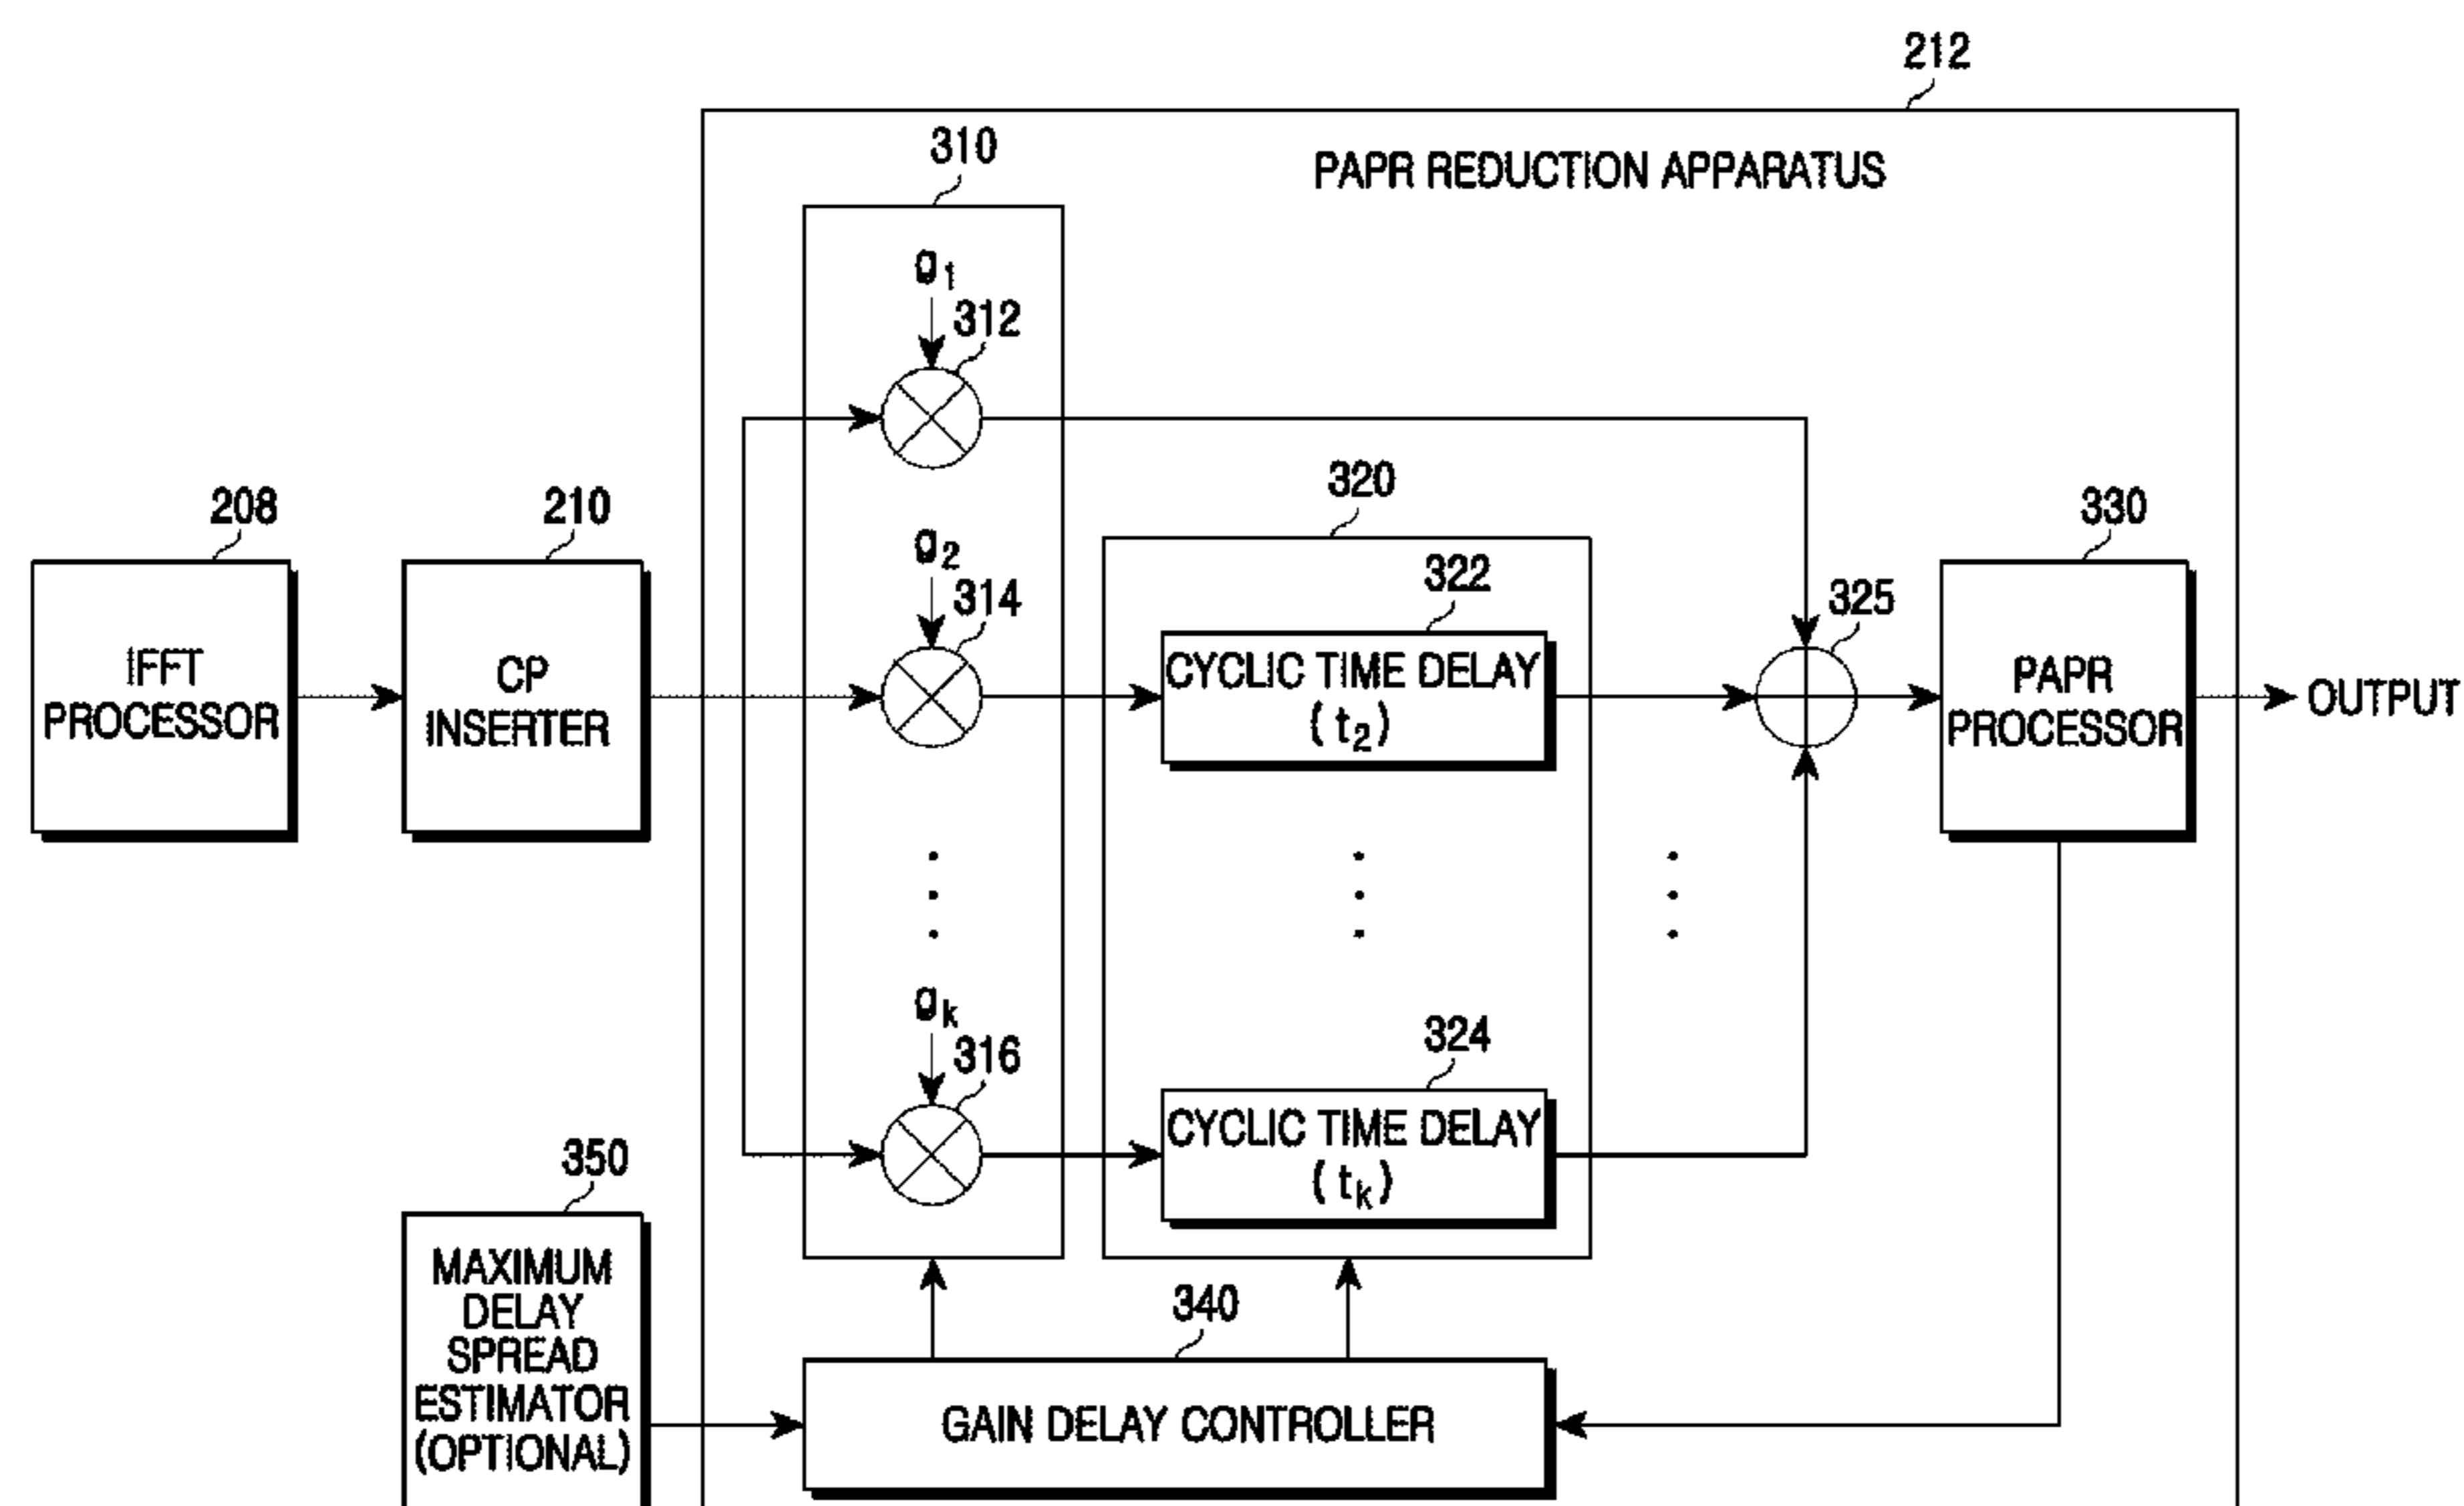 212
310
PAPR REDUCTION APPARATUS
g1
312
320
208
210
330
g2
322
314
325
IFFT
PROCESSOR
CP
INSERTER
CYCLIC TIME DELAY
(t2)
PAPR
PROCESSOR
OUTPUT
gk
324
316
CYCLIC TIME DELAY
(tk)
350
MAXIMUM
DELAY
SPREAD
ESTIMATOR
(OPTIONAL)
340
GAIN DELAY CONTROLLER